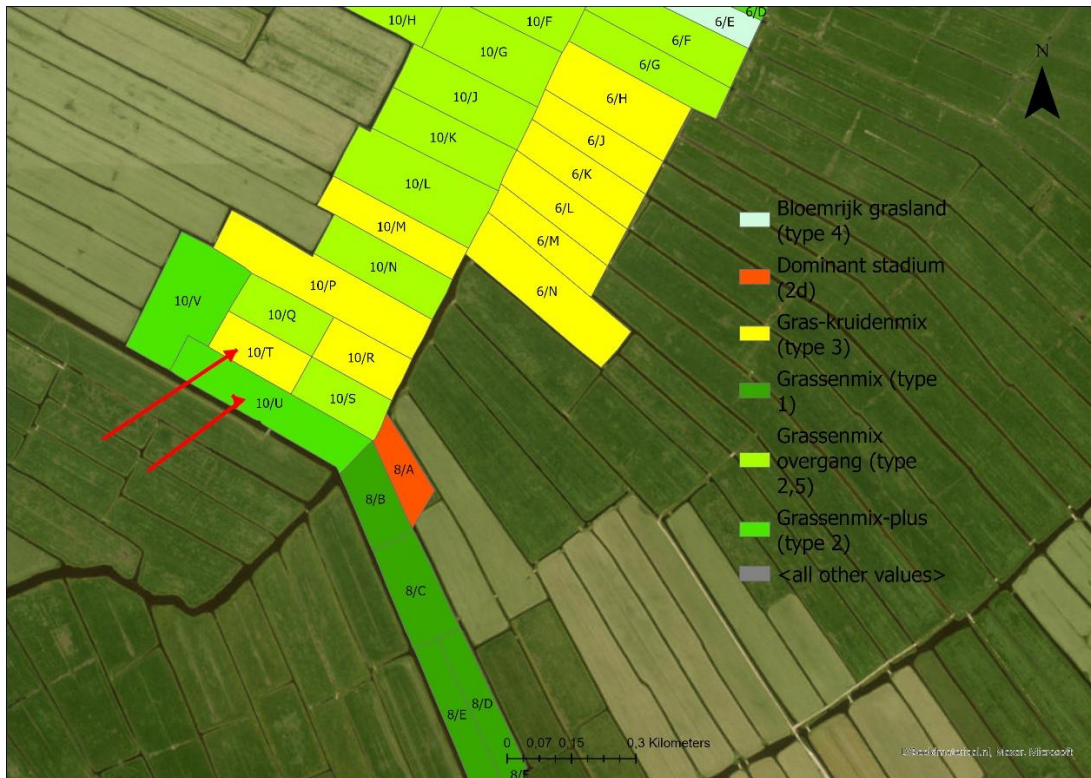 10/H
10/F
6/D
6/E
10/G
6/F
6/G
10/J
6/H
10/K
6/J
10/L
6/K
6/L
10/M
6/M
10/N
6/N
10/P
10/V
10/Q
10/T
10/R
10/S
10/U
8/A
8/B
8/C
8/D
8/E
8/F
N
Bloemrijk grasland
(type 4)
Dominant stadium
(2d)
Gras-kruidenmix
(type 3)
Grassenmix (type
1)
Grassenmix
overgang (type
2,5)
Grassenmix-plus
(type 2)
<all other values>
0 0,07 0,15 0,3 Kilometers
Maxar, Microsoft